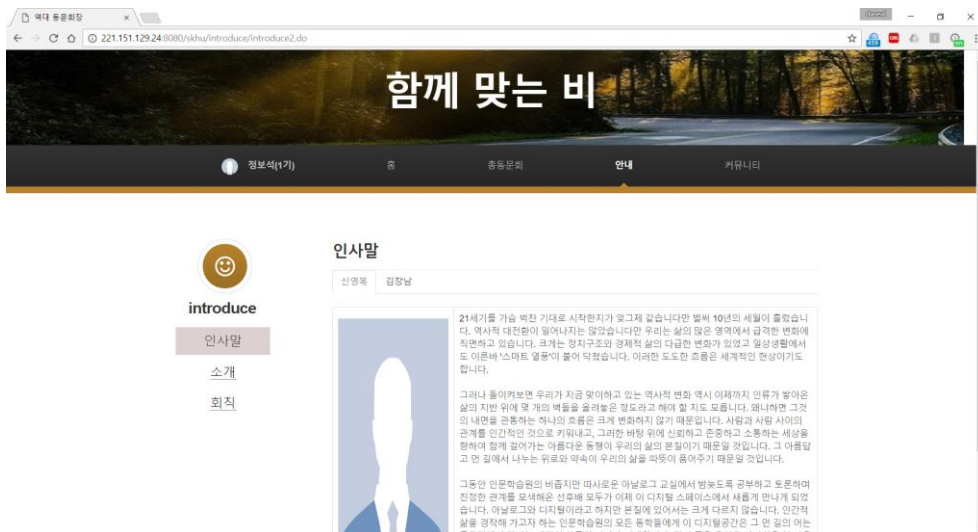 역대 동문회장
221.151.129.24:8080/skhu/introduce/introduce2.do
459
함께 맞는 비
정보석(1기)
홈
총동문회
안내
커뮤니티
인사말
신영복
김창남
introduce
인사말
소개
회칙
21세기를 가슴 벅찬 기대로 시작한지가 엊그제 같습니다만 벌써 10년의 세월이 흘렀습니
다. 역사적 대전환이 일어나지는 않았습니다만 우리는 삶의 많은 영역에서 급격한 변화에
직면하고 있습니다. 크게는 정치구조와 경제적 삶의 다급한 변화가 있었고 일상생활에서
도 이른바 '스마트 열풍'이 불어 닥쳤습니다. 이러한 도도한 흐름은 세계적인 현상이기도
합니다.
그러나 돌이켜보면 우리가 지금 맞이하고 있는 역사적 변화 역시 이제까지 인류가 쌓아온
삶의 지반 위에 몇 개의 벽돌을 올려놓은 정도라고 해야 할 지도 모릅니다. 왜냐하면 그것
의 내면을 관통하는 하나의 흐름은 크게 변화하지 않기 때문입니다. 사람과 사람 사이의
관계를 인간적인 것으로 키워내고, 그러한 바탕 위에 신뢰하고 존중하고 소통하는 세상을
향하여 함께 걸어가는 아름다운 동행이 우리의 삶의 본질이기 때문일 것입니다. 그 아름답
고 먼 길에서 나누는 위로와 약속이 우리의 삶을 따뜻이 품어주기 때문일 것입니다.
그동안 인문학습원의 비좁지만 따사로운 아날로그 교실에서 밤늦도록 공부하고 토론하며
진정한 관계를 모색해온 선후배 모두가 이제 이 디지털 스페이스에서 새롭게 만나게 되었
습니다. 아날로그와 디지털이라고 하지만 본질에 있어서는 크게 다르지 않습니다. 인간적
삶을 경작해 가고자 하는 인문학습원의 모든 동학들에게 이 디지털공간은 그 먼 길의 어느